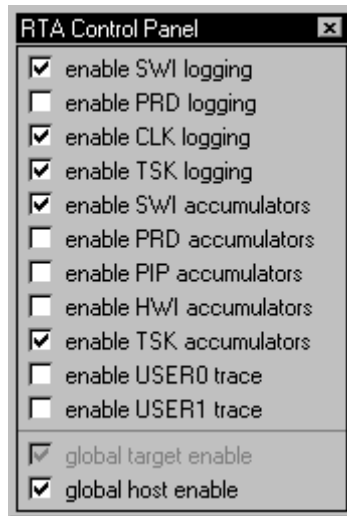 RTA Control Panel
enable SWI logging
enable PRD logging
enable CLK logging
enable TSK logging
enable SWI accumulators
enable PRD accumulators
enable PIP accumulators
enable HWI accumulators
enable TSK accumulators
enable USER0 trace
enable USER1 trace
global target enable
global host enable